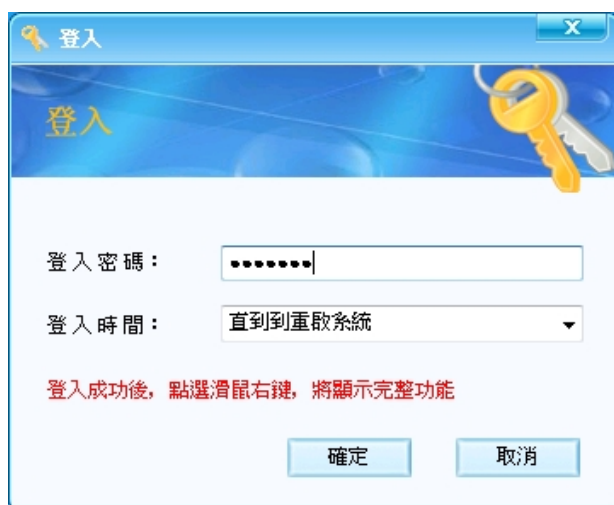 登入
登入
登入密碼：
登入時間： 直到到重啟系統
登入成功後，點選滑鼠右鍵，將顯示完整功能
確定 取消